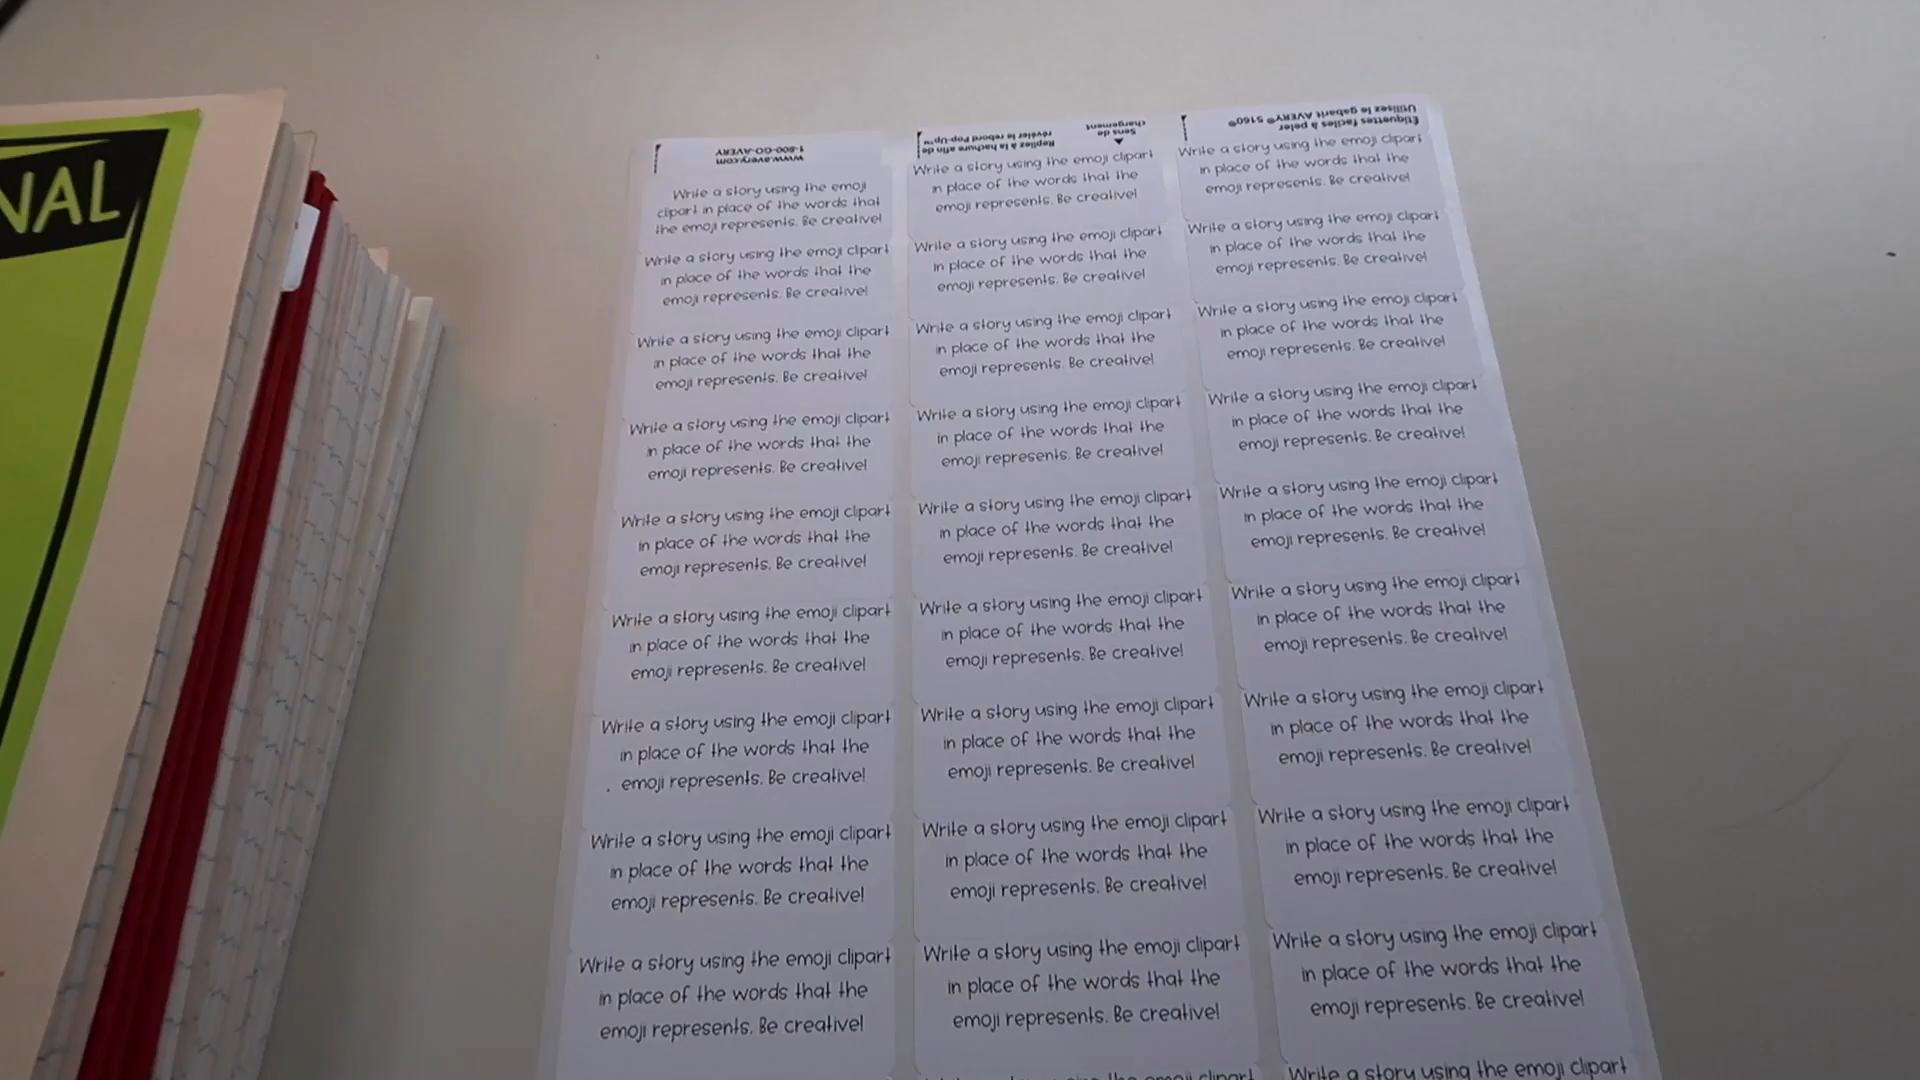 NAL
www.avery.com
1-800-GO-AVERY
Write a story using the emoji
clipart in place of the words that
the emoji represents. Be creative!
Write a story using the emoji clipart
in place of the words that the
emoji represents. Be creative!
Write a story using the emoji clipart
in place of the words that the
emoji represents. Be creative!
Write a story using the emoji clipart
in place of the words that the
emoji represents. Be creative!
Write a story using the emoji clipart
in place of the words that the
emoji represents. Be creative!
Write a story using the emoji clipart
in place of the words that the
emoji represents. Be creative!
Write a story using the emoji clipart
in place of the words that the
emoji represents. Be creative!
Write a story using the emoji clipart
in place of the words that the
emoji represents. Be creative!
Write a story using the emoji clipart
in place of the words that the
emoji represents. Be creative!
Sens de
chargement
Repliez à la hachure afin de
révéler le rebord Pop-Up™
Write a story using the emoji clipart
in place of the words that the
emoji represents. Be creative!
Write a story using the emoji clipart
in place of the words that the
emoji represents. Be creative!
Write a story using the emoji clipart
in place of the words that the
emoji represents. Be creative!
Write a story using the emoji clipart
in place of the words that the
emoji represents. Be creative!
Write a story using the emoji clipart
in place of the words that the
emoji represents. Be creative!
Write a story using the emoji clipart
in place of the words that the
emoji represents. Be creative!
Write a story using the emoji clipart
in place of the words that the
emoji represents. Be creative!
Write a story using the emoji clipart
in place of the words that the
emoji represents. Be creative!
Write a story using the emoji clipart
in place of the words that the
emoji represents. Be creative!
emoji clipart
Étiquettes faciles à peler
Utilisez le gabarit AVERY® 5160®
Write a story using the emoji clipart
in place of the words that the
emoji represents. Be creative!
Write a story using the emoji clipart
in place of the words that the
emoji represents. Be creative!
Write a story using the emoji clipart
in place of the words that the
emoji represents. Be creative!
Write a story using the emoji clipart
in place of the words that the
emoji represents. Be creative!
Write a story using the emoji clipart
in place of the words that the
emoji represents. Be creative!
Write a story using the emoji clipart
in place of the words that the
emoji represents. Be creative!
Write a story using the emoji clipart
in place of the words that the
emoji represents. Be creative!
Write a story using the emoji clipart
in place of the words that the
emoji represents. Be creative!
Write a story using the emoji clipart
in place of the words that the
emoji represents. Be creative!
Write a story using the emoji clipart